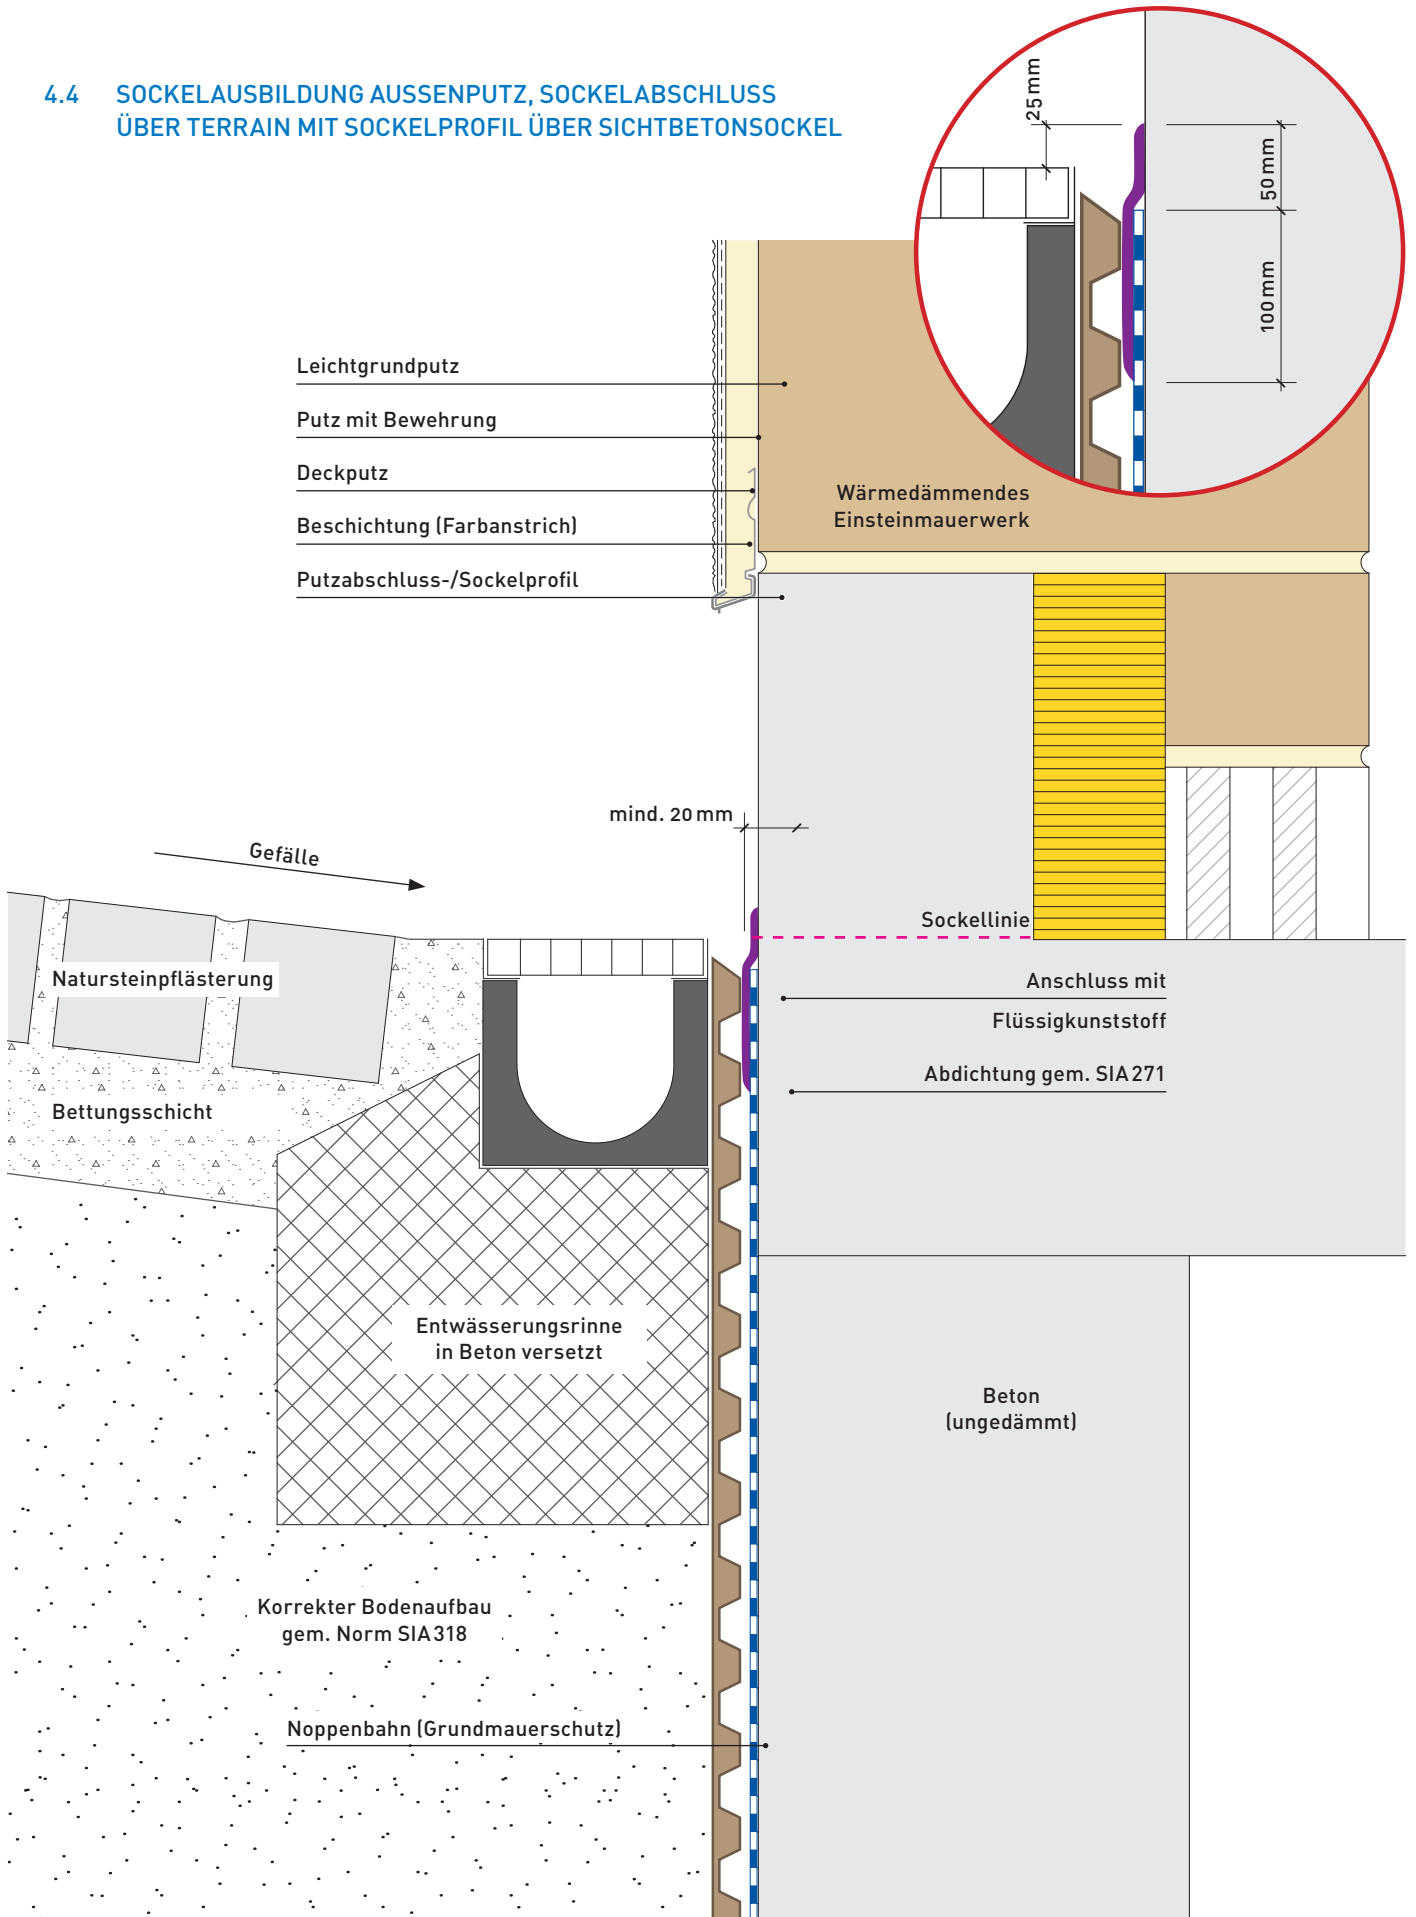 4.4 SOCKELAUSBILDUNG AUSSENPUTZ, SOCKELABSCHLUSS
ÜBER TERRAIN MIT SOCKELPROFIL ÜBER SICHTBETONSOCKEL
25 mm
50 mm
100 mm
Leichtgrundputz
Putz mit Bewehrung
Deckputz
Beschichtung (Farbanstrich)
Putzabschluss-/Sockelprofil
Wärmedämmendes
Einsteinmauerwerk
mind. 20 mm
Gefälle
Sockellinie
Natursteinpflästerung
Anschluss mit
Flüssigkunststoff
Abdichtung gem. SIA 271
Bettungsschicht
Entwässerungsrinne
in Beton versetzt
Beton
(ungedämmt)
Korrekter Bodenaufbau
gem. Norm SIA 318
Noppenbahn (Grundmauerschutz)